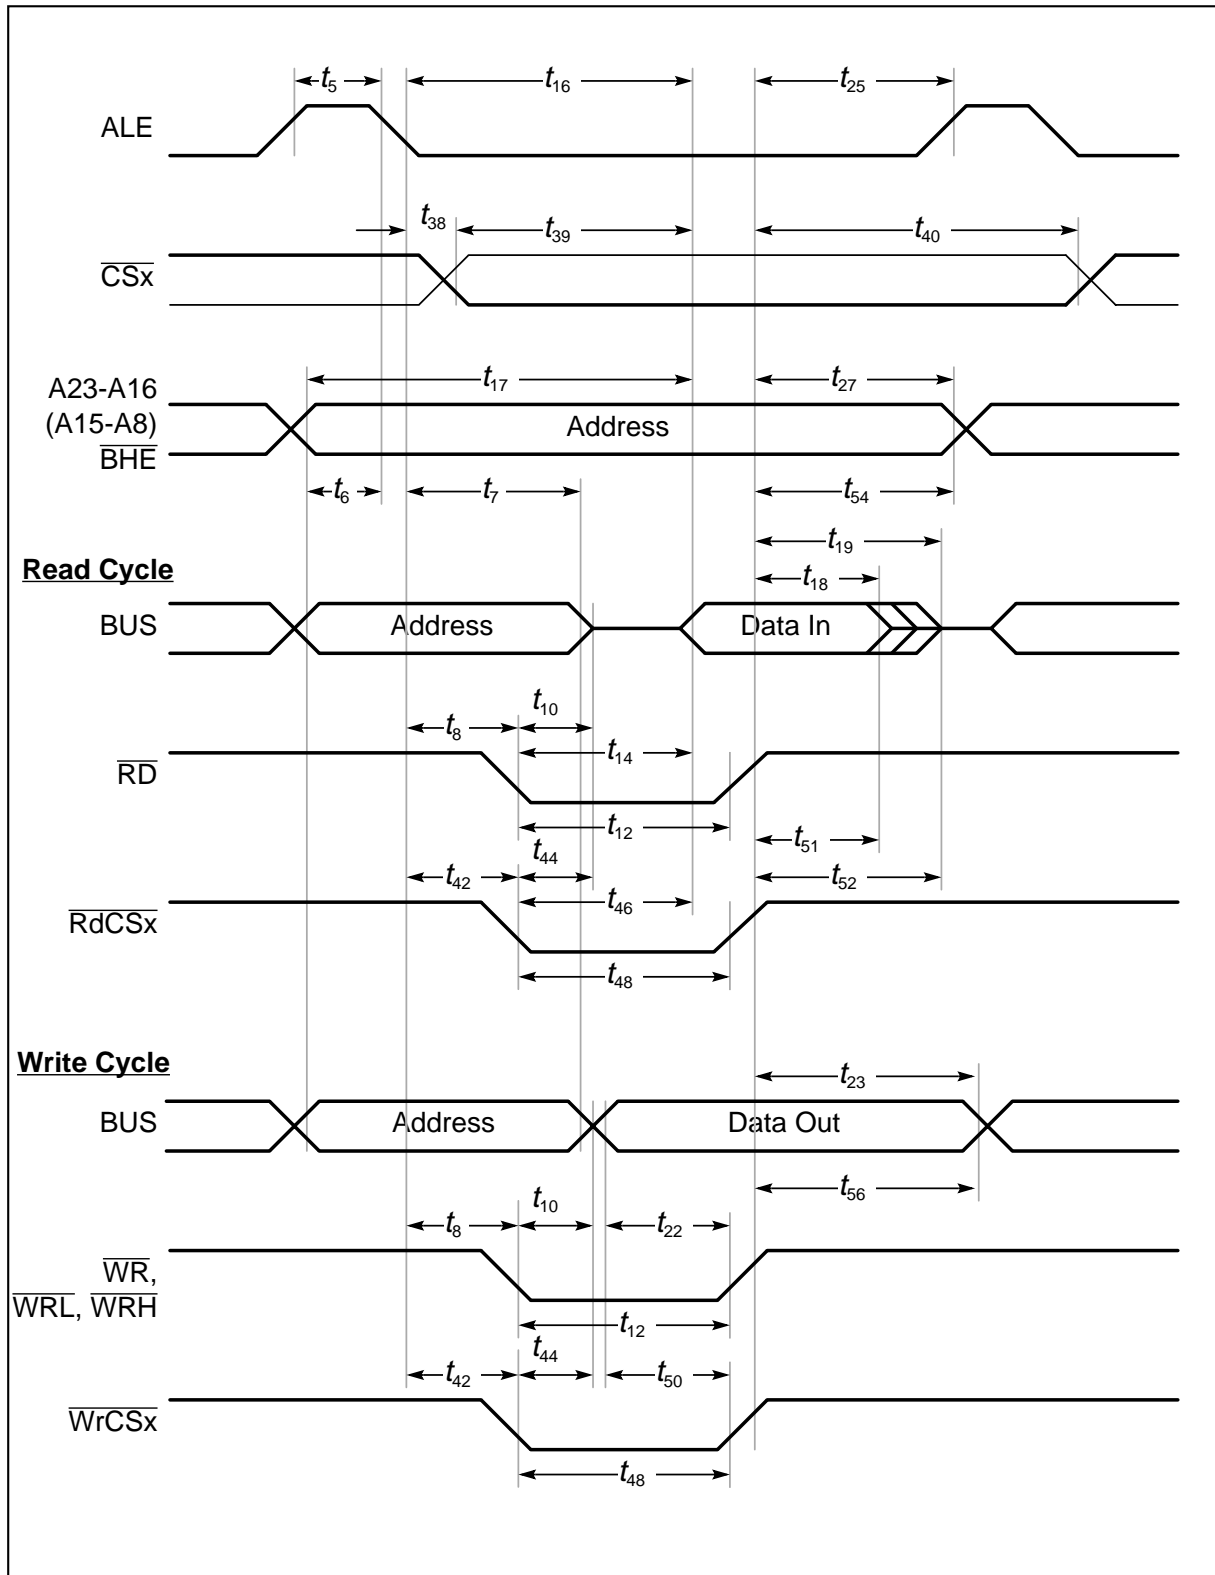 t5 t16 t25
ALE
t38 t39 t40
CSx
t17 t27
A23-A16
(A15-A8)
BHE
Address
t6 t7 t54
t19
Read Cycle
t18
BUS Address Data In
t10
t8
t14
RD
t12 t51
t44
t42 t52
t46
RdCSx
t48
Write Cycle
t23
BUS Address Data Out
t56
t10
t8 t22
WR,
WRL, WRH
t12
t44
t42 t50
WrCSx
t48